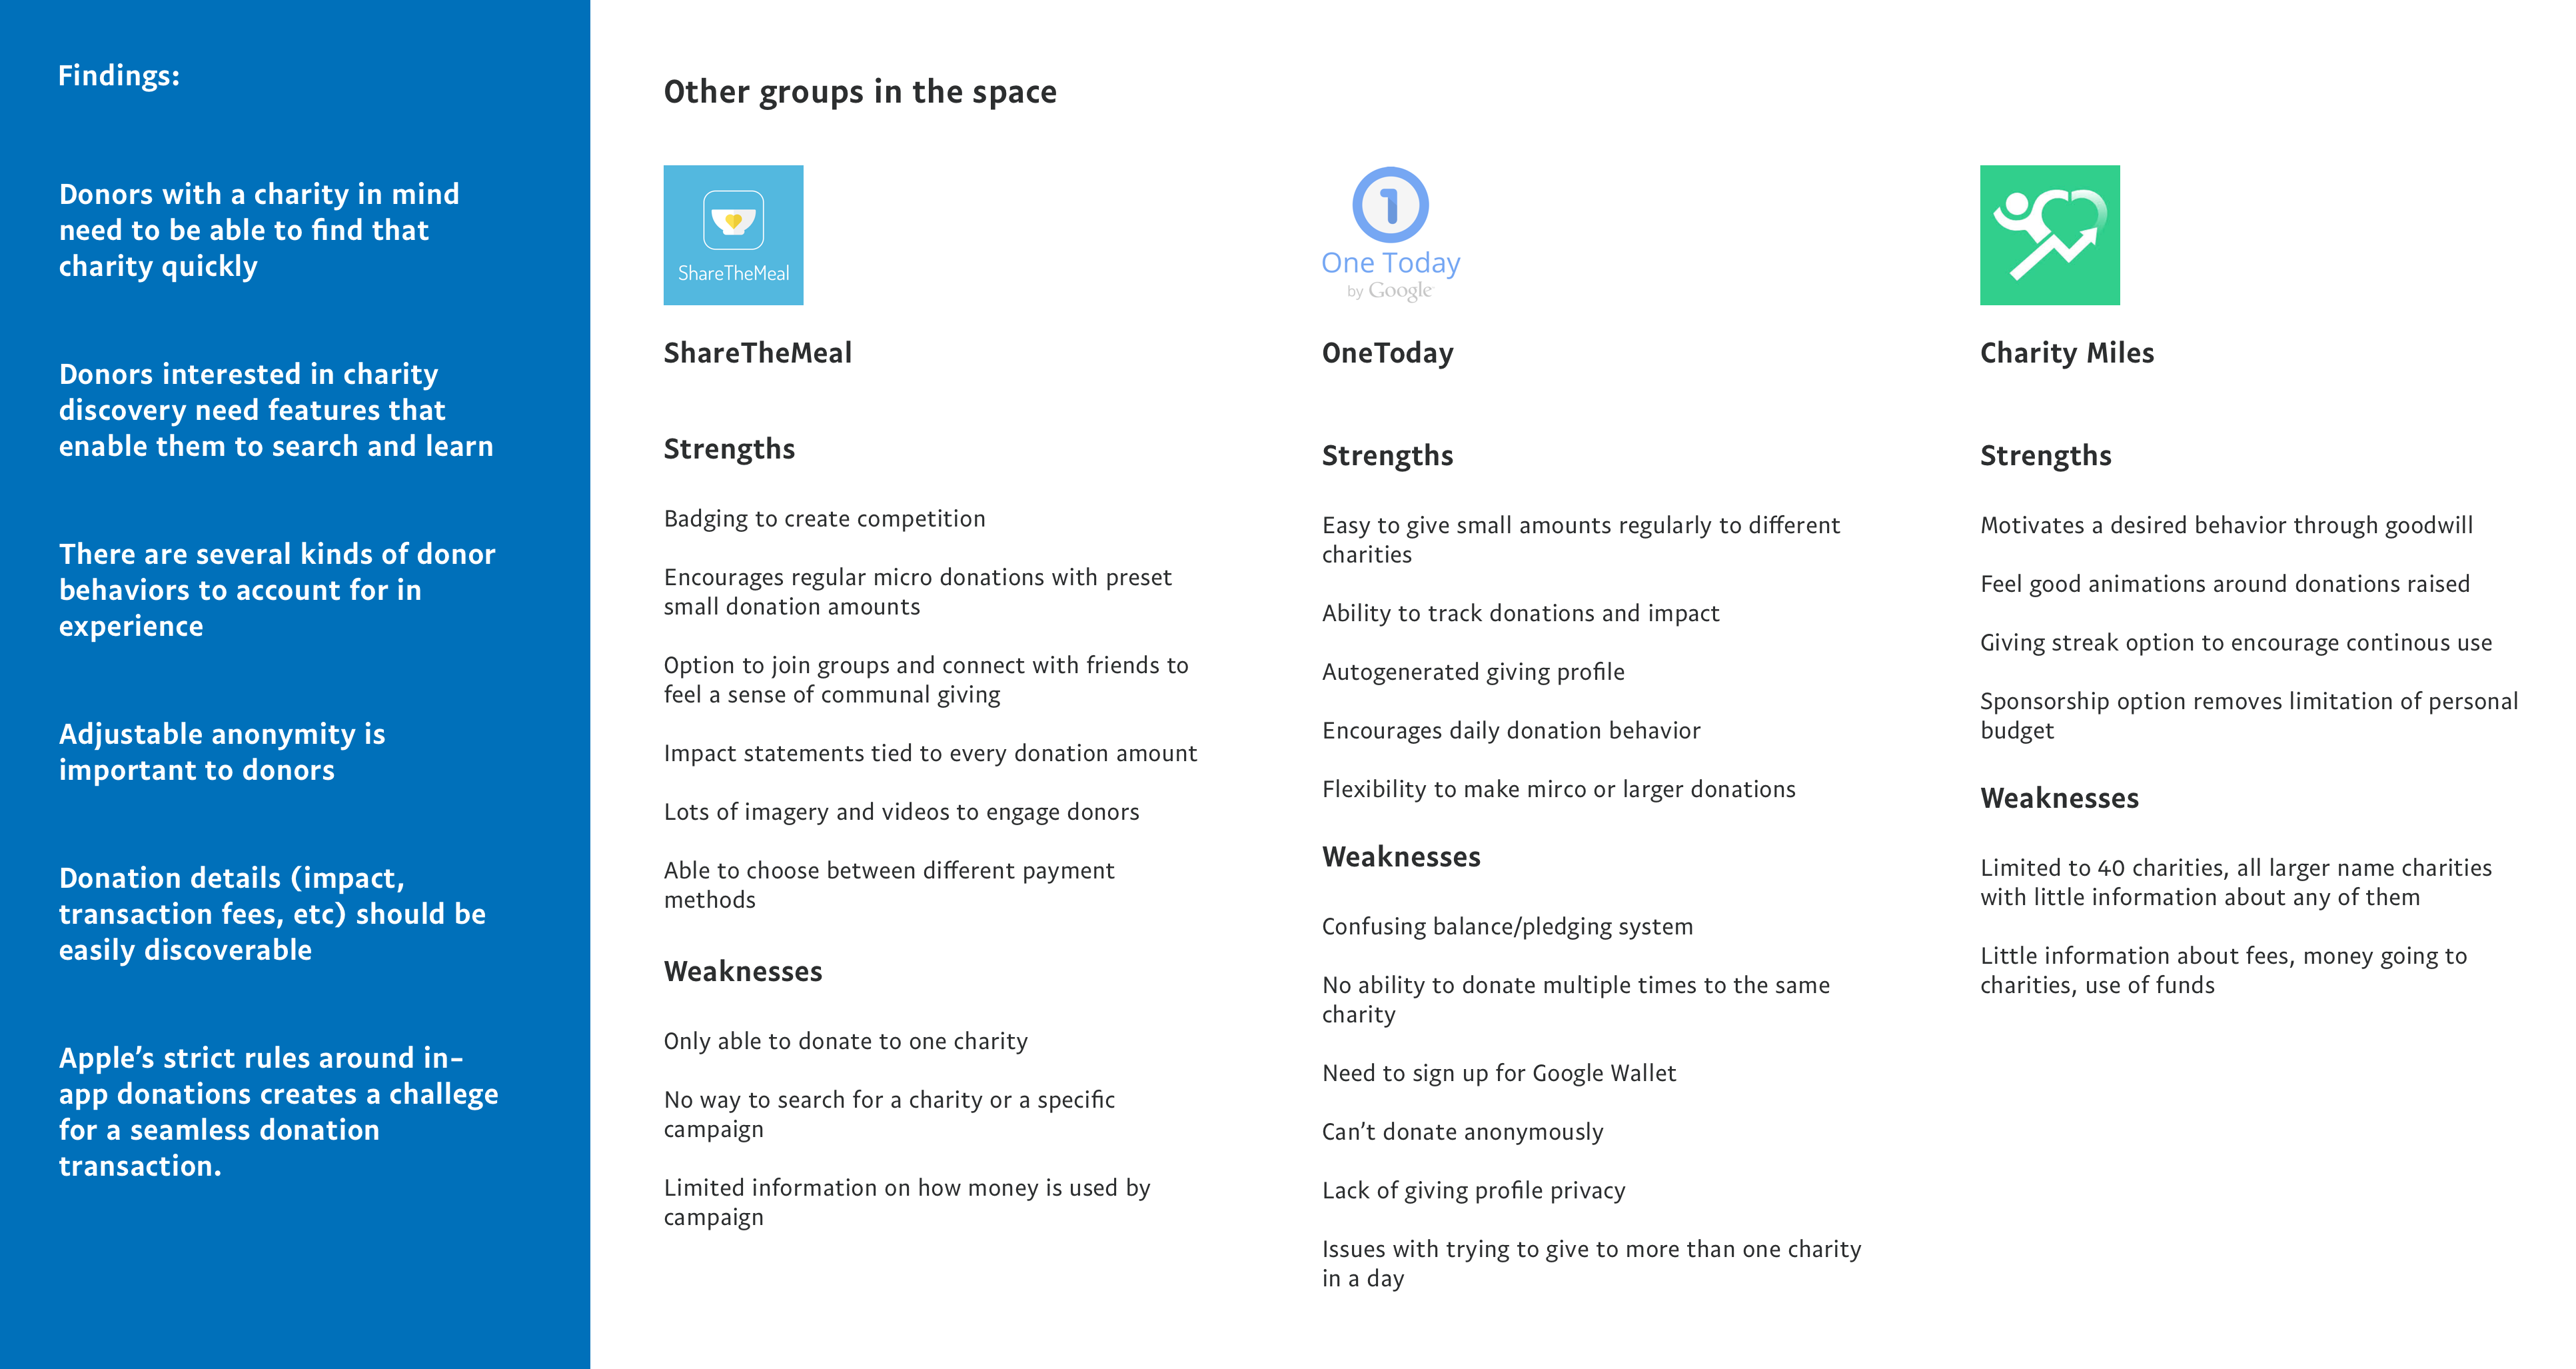 Findings:
Donors with a charity in mind
need to be able to find that
charity quickly
Donors interested in charity
discovery need features that
enable them to search and learn
There are several kinds of donor
behaviors to account for in
experience
Adjustable anonymity is
important to donors
Donation details (impact,
transaction fees, etc) should be
easily discoverable
Apple’s strict rules around in-
app donations creates a challege
for a seamless donation
transaction.
Other groups in the space
ShareTheMeal
ShareTheMeal
Strengths
Badging to create competition
Encourages regular micro donations with preset
small donation amounts
Option to join groups and connect with friends to
feel a sense of communal giving
Impact statements tied to every donation amount
Lots of imagery and videos to engage donors
Able to choose between different payment
methods
Weaknesses
Only able to donate to one charity
No way to search for a charity or a specific
campaign
Limited information on how money is used by
campaign
1
One Today
by Google
OneToday
Strengths
Easy to give small amounts regularly to different
charities
Ability to track donations and impact
Autogenerated giving profile
Encourages daily donation behavior
Flexibility to make mirco or larger donations
Weaknesses
Confusing balance/pledging system
No ability to donate multiple times to the same
charity
Need to sign up for Google Wallet
Can’t donate anonymously
Lack of giving profile privacy
Issues with trying to give to more than one charity
in a day
Charity Miles
Strengths
Motivates a desired behavior through goodwill
Feel good animations around donations raised
Giving streak option to encourage continous use
Sponsorship option removes limitation of personal
budget
Weaknesses
Limited to 40 charities, all larger name charities
with little information about any of them
Little information about fees, money going to
charities, use of funds